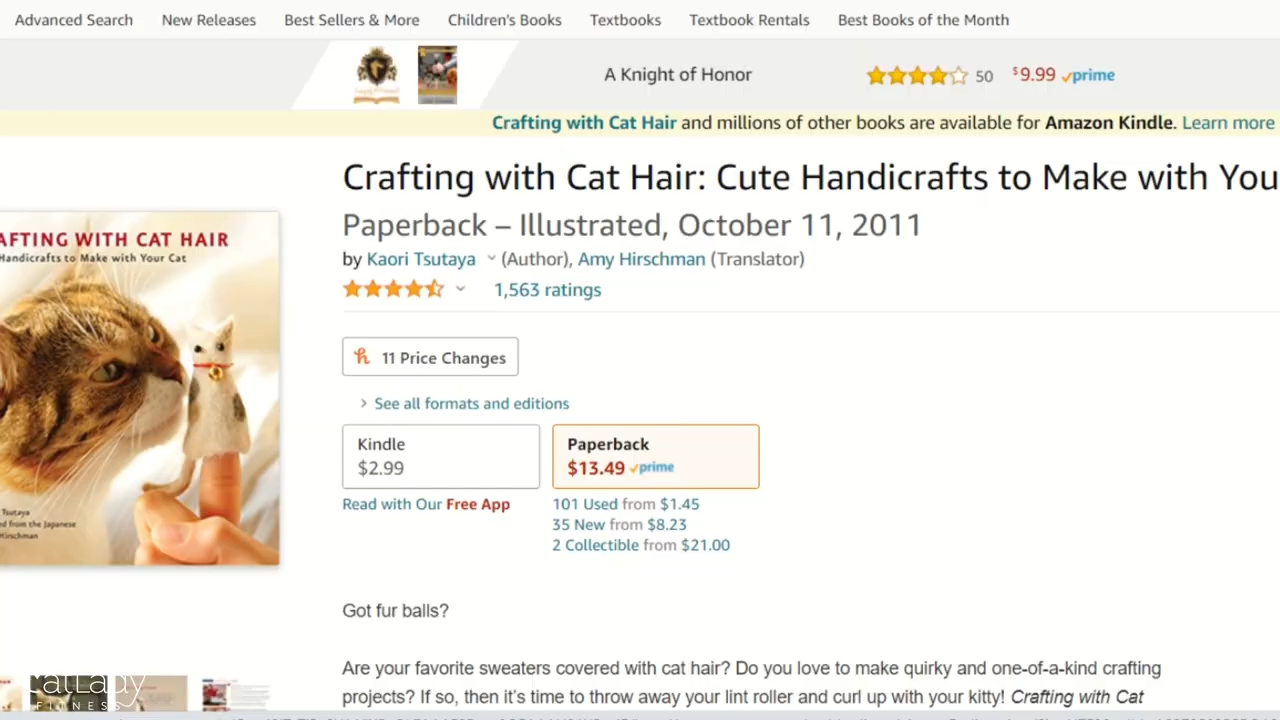 Advanced Search New Releases Best Sellers & More Children's Books Textbooks Textbook Rentals Best Books of the Month
A Knight of Honor 50 $9.99 prime
Crafting with Cat Hair and millions of other books are available for Amazon Kindle. Learn more
Crafting with Cat Hair: Cute Handicrafts to Make with You
Paperback – Illustrated, October 11, 2011
by Kaori Tsutaya (Author), Amy Hirschman (Translator)
1,563 ratings
AFTING WITH CAT HAIR
Handicrafts to Make with Your Cat
Tsutaya
ed from the Japanese
Hirschman
11 Price Changes
See all formats and editions
Kindle
$2.99
Paperback
$13.49 prime
Read with Our Free App
101 Used from $1.45
35 New from $8.23
2 Collectible from $21.00
Got fur balls?
Are your favorite sweaters covered with cat hair? Do you love to make quirky and one-of-a-kind crafting
projects? If so, then it's time to throw away your lint roller and curl up with your kitty! Crafting with Cat
CatLady
FITNESS